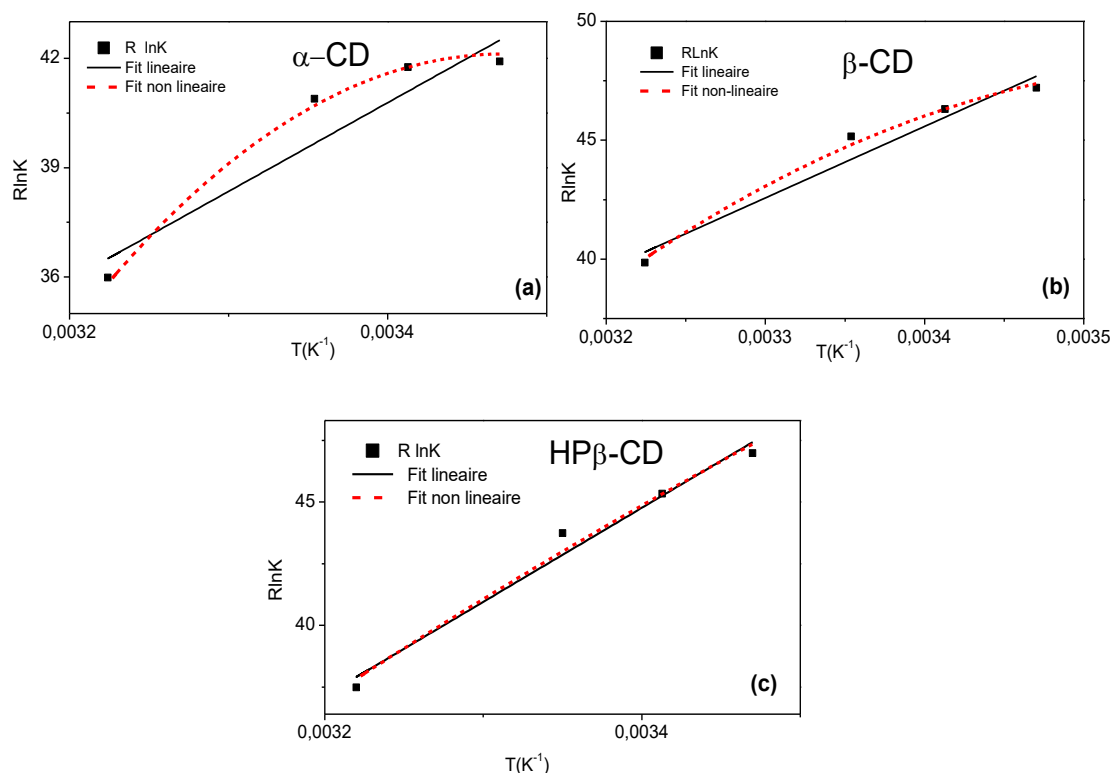 R lnK
Fit lineaire
Fit non lineaire
α–CD
42
39
36
RlnK
(a)
0,0032
0,0034
T(K⁻¹)
RLnK
Fit lineaire
Fit non-lineaire
β-CD
50
45
40
RlnK
(b)
0,0032
0,0033
0,0034
0,0035
T(K⁻¹)
R lnK
Fit lineaire
Fit non lineaire
HPβ-CD
45
40
RlnK
(c)
0,0032
0,0034
T(K⁻¹)